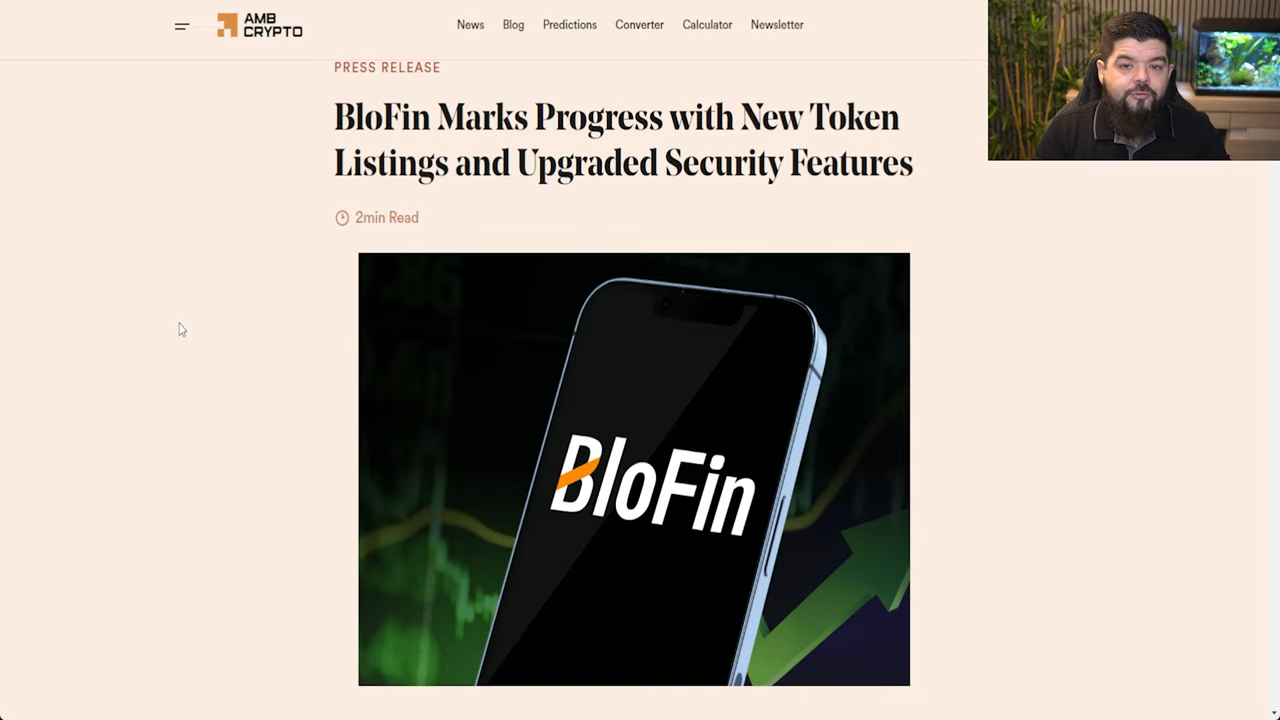 AMB
CRYPTO
News
Blog
Predictions
Converter
Calculator
Newsletter
PRESS RELEASE
BloFin Marks Progress with New Token
Listings and Upgraded Security Features
2min Read
BloFin